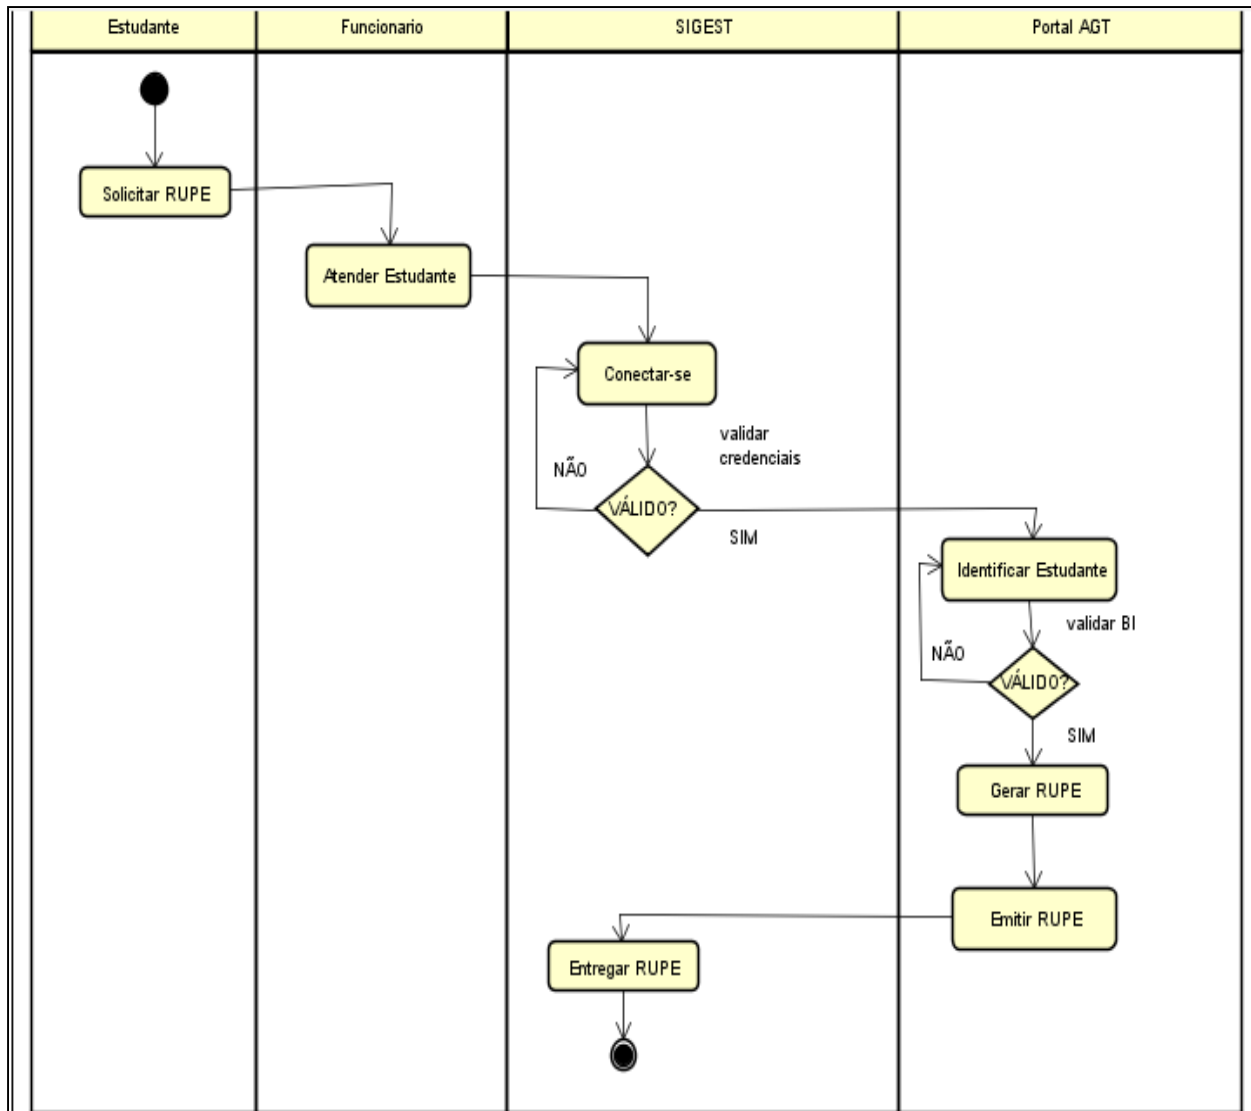 Estudante
Funcionario
SIGEST
Portal AGT
Solicitar RUPE
Atender Estudante
Conectar-se
validar
credenciais
NÃO
VÁLIDO?
SIM
Identificar Estudante
validar BI
NÃO
VÁLIDO?
SIM
Gerar RUPE
Emitir RUPE
Entregar RUPE